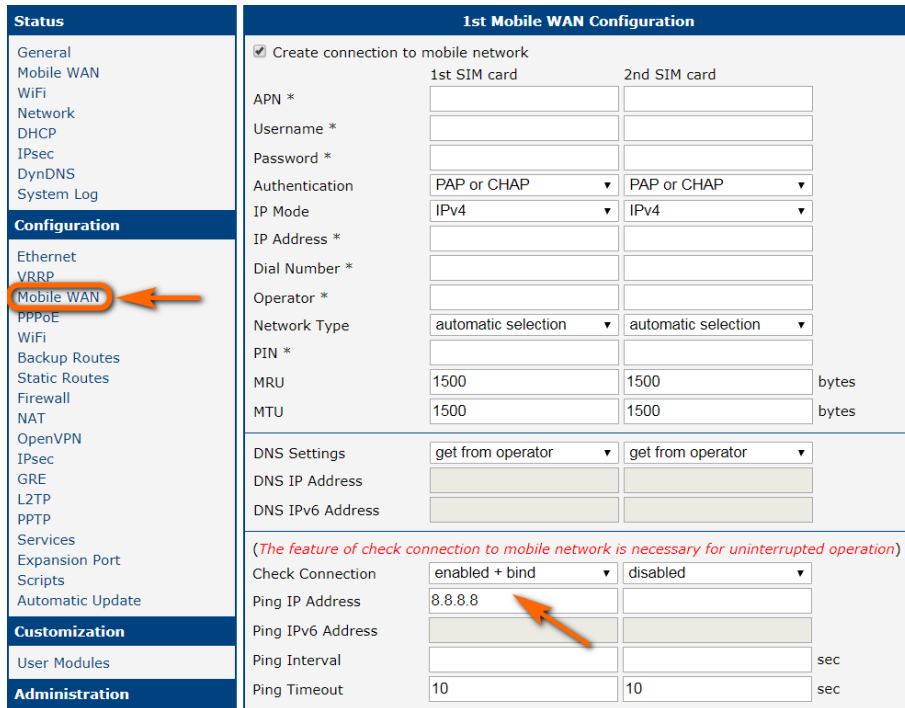 Status
General
Mobile WAN
WiFi
Network
DHCP
IPsec
DynDNS
System Log
Configuration
Ethernet
VRRP
Mobile WAN
PPPoE
WiFi
Backup Routes
Static Routes
Firewall
NAT
OpenVPN
IPsec
GRE
L2TP
PPTP
Services
Expansion Port
Scripts
Automatic Update
Customization
User Modules
Administration
1st Mobile WAN Configuration
Create connection to mobile network
1st SIM card 2nd SIM card
APN *
Username *
Password *
Authentication PAP or CHAP PAP or CHAP
IP Mode IPv4 IPv4
IP Address *
Dial Number *
Operator *
Network Type automatic selection automatic selection
PIN *
MRU 1500 1500 bytes
MTU 1500 1500 bytes
DNS Settings get from operator get from operator
DNS IP Address
DNS IPv6 Address
(The feature of check connection to mobile network is necessary for uninterrupted operation)
Check Connection enabled + bind disabled
Ping IP Address 8.8.8.8
Ping IPv6 Address
Ping Interval sec
Ping Timeout 10 10 sec